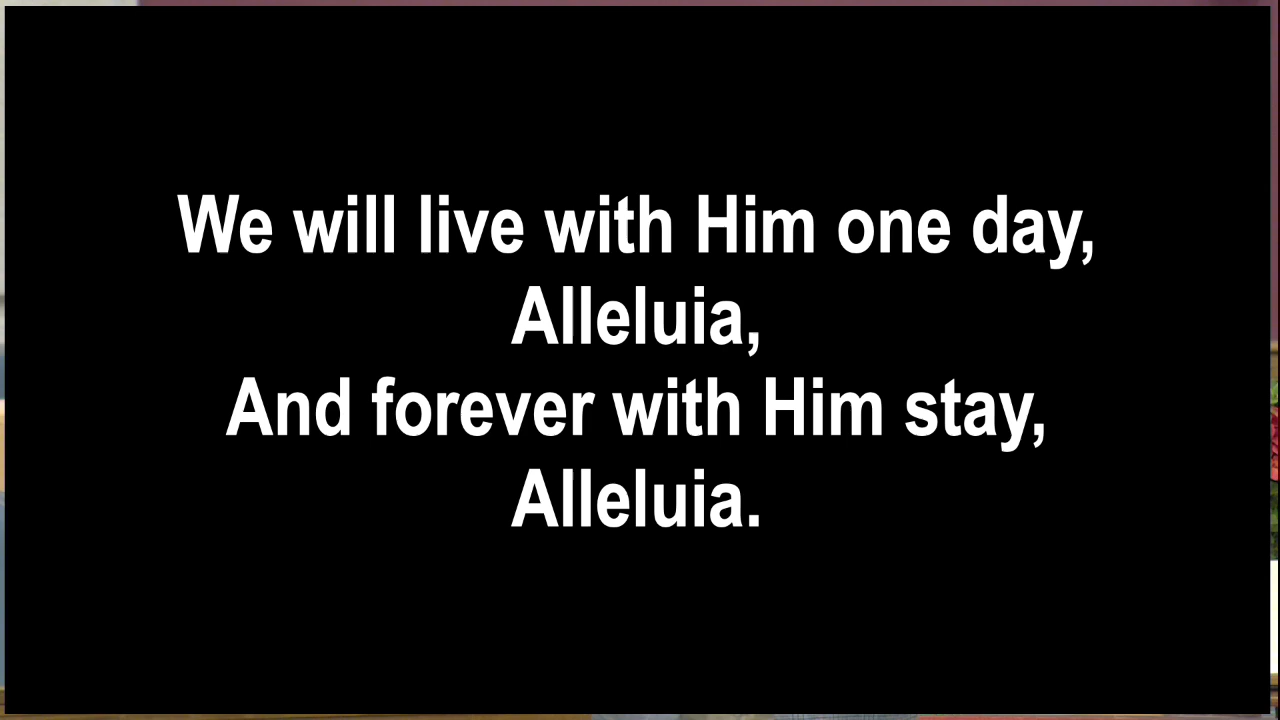 We will live with Him one day,
Alleluia,
And forever with Him stay,
Alleluia.